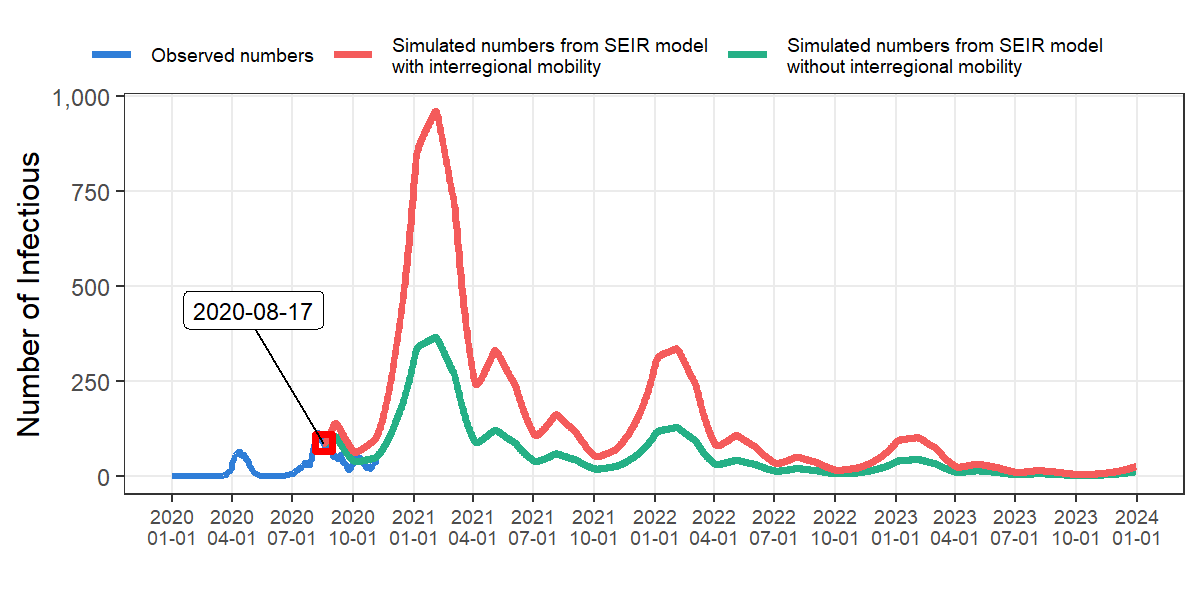 Observed numbers
Simulated numbers from SEIR model
with interregional mobility
Simulated numbers from SEIR model
without interregional mobility
Number of Infectious
1,000
750
500
250
0
2020-08-17
2020 2020 2020 2020 2021 2021 2021 2021 2022 2022 2022 2022 2023 2023 2023 2023 2024
01-01 04-01 07-01 10-01 01-01 04-01 07-01 10-01 01-01 04-01 07-01 10-01 01-01 04-01 07-01 10-01 01-01